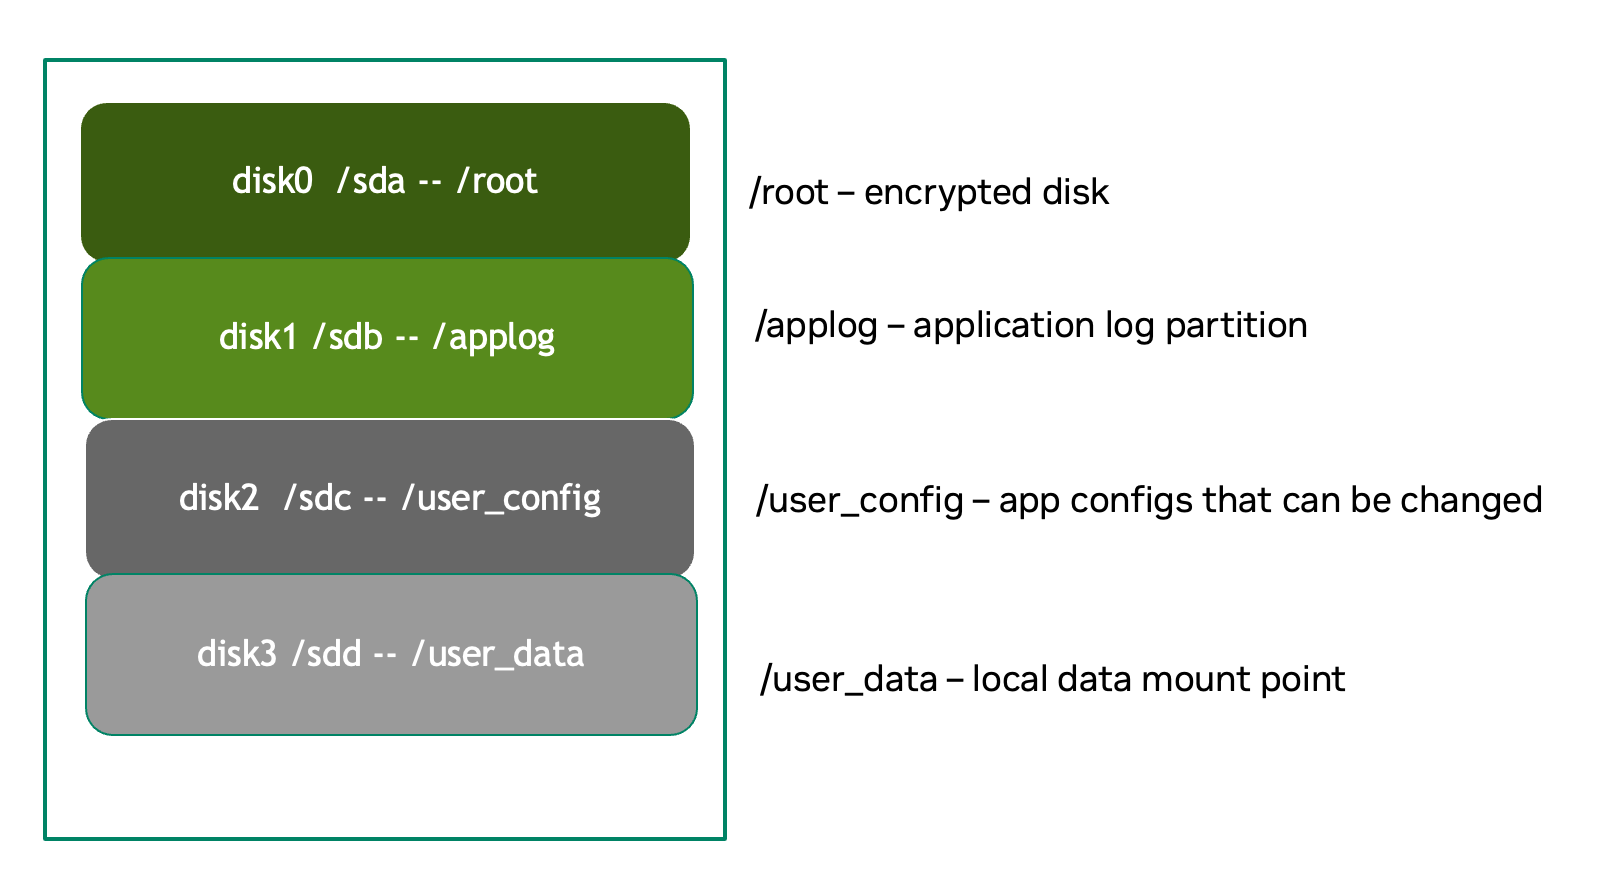 disk0 /sda -- /root
/root – encrypted disk
disk1 /sdb -- /applog
/applog – application log partition
disk2 /sdc -- /user_config
/user_config – app configs that can be changed
disk3 /sdd -- /user_data
/user_data – local data mount point